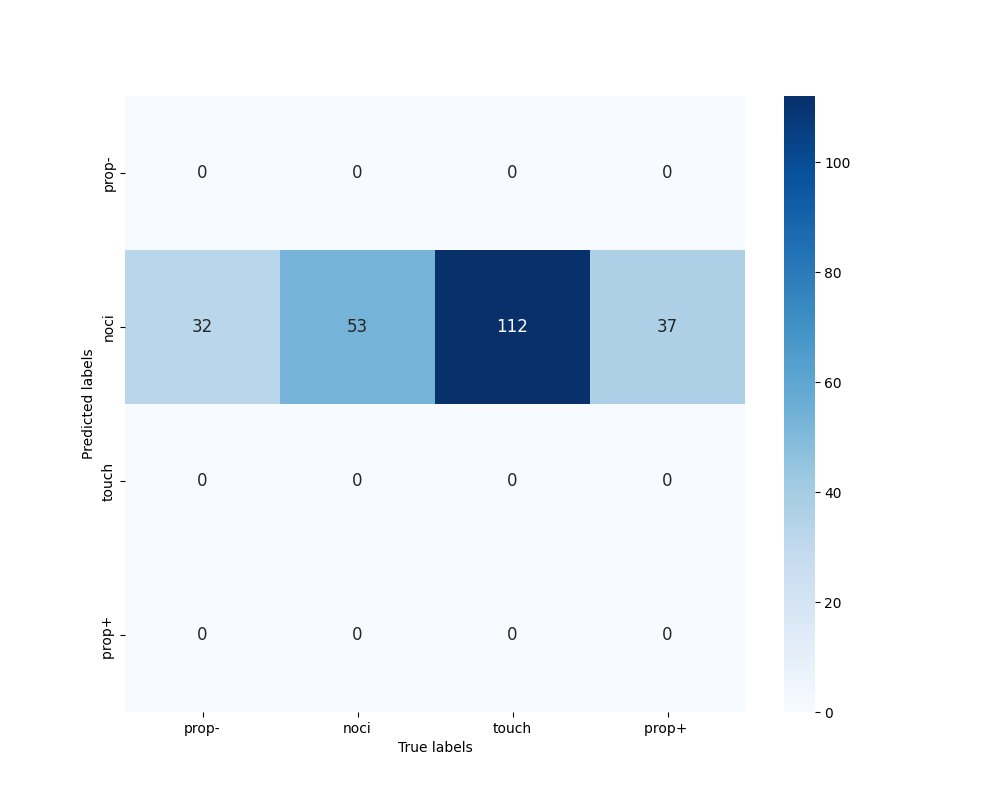 prop-
0 0 0 0
noci
32 53 112 37
touch
0 0 0 0
prop+
0 0 0 0
Predicted labels
prop- noci touch prop+
True labels
100
80
60
40
20
0